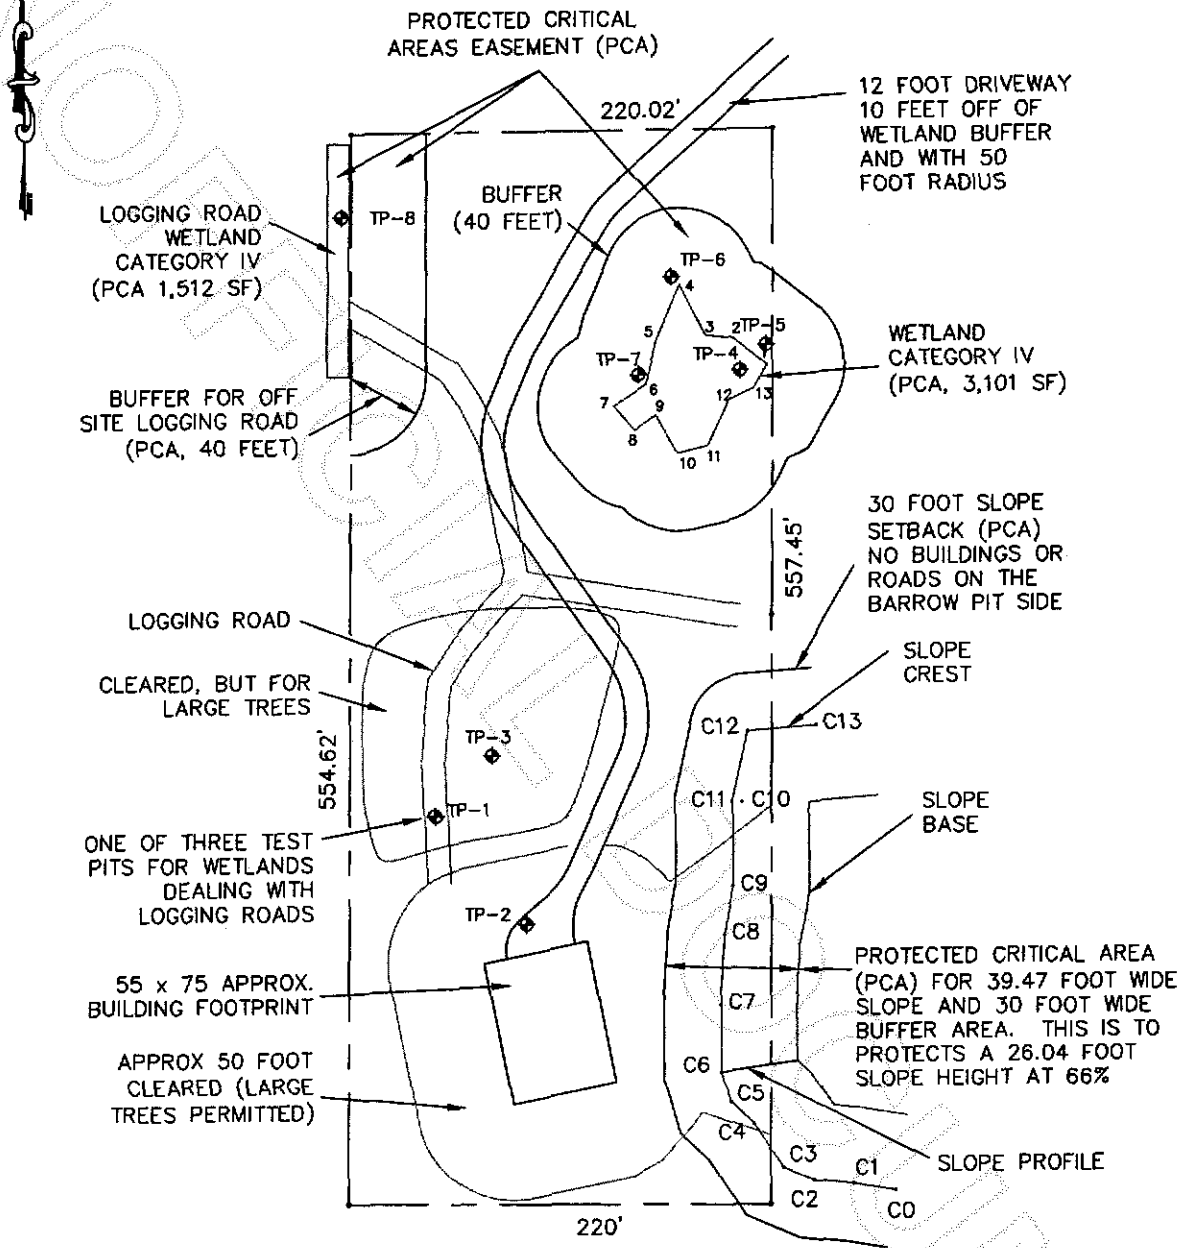 PROTECTED CRITICAL
AREAS EASEMENT (PCA)
220.02'
12 FOOT DRIVEWAY
10 FEET OFF OF
WETLAND BUFFER
AND WITH 50
FOOT RADIUS
BUFFER
(40 FEET)
LOGGING ROAD
WETLAND
CATEGORY IV
(PCA 1,512 SF)
TP-8
TP-6
4
5
3
2
TP-5
TP-4
TP-7
6
7
8
9
10
11
12
13
WETLAND
CATEGORY IV
(PCA, 3,101 SF)
BUFFER FOR OFF
SITE LOGGING ROAD
(PCA, 40 FEET)
30 FOOT SLOPE
SETBACK (PCA)
NO BUILDINGS OR
ROADS ON THE
BARROW PIT SIDE
557.45'
LOGGING ROAD
CLEARED, BUT FOR
LARGE TREES
SLOPE
CREST
C12
C13
TP-3
554.62'
TP-1
C11
C10
SLOPE
BASE
ONE OF THREE TEST
PITS FOR WETLANDS
DEALING WITH
LOGGING ROADS
C9
TP-2
C8
55 x 75 APPROX.
BUILDING FOOTPRINT
C7
PROTECTED CRITICAL AREA
(PCA) FOR 39.47 FOOT WIDE
SLOPE AND 30 FOOT WIDE
BUFFER AREA. THIS IS TO
PROTECTS A 26.04 FOOT
SLOPE HEIGHT AT 66%
APPROX 50 FOOT
CLEARED (LARGE
TREES PERMITTED)
C6
C5
C4
C3
C1
SLOPE PROFILE
C2
C0
220'